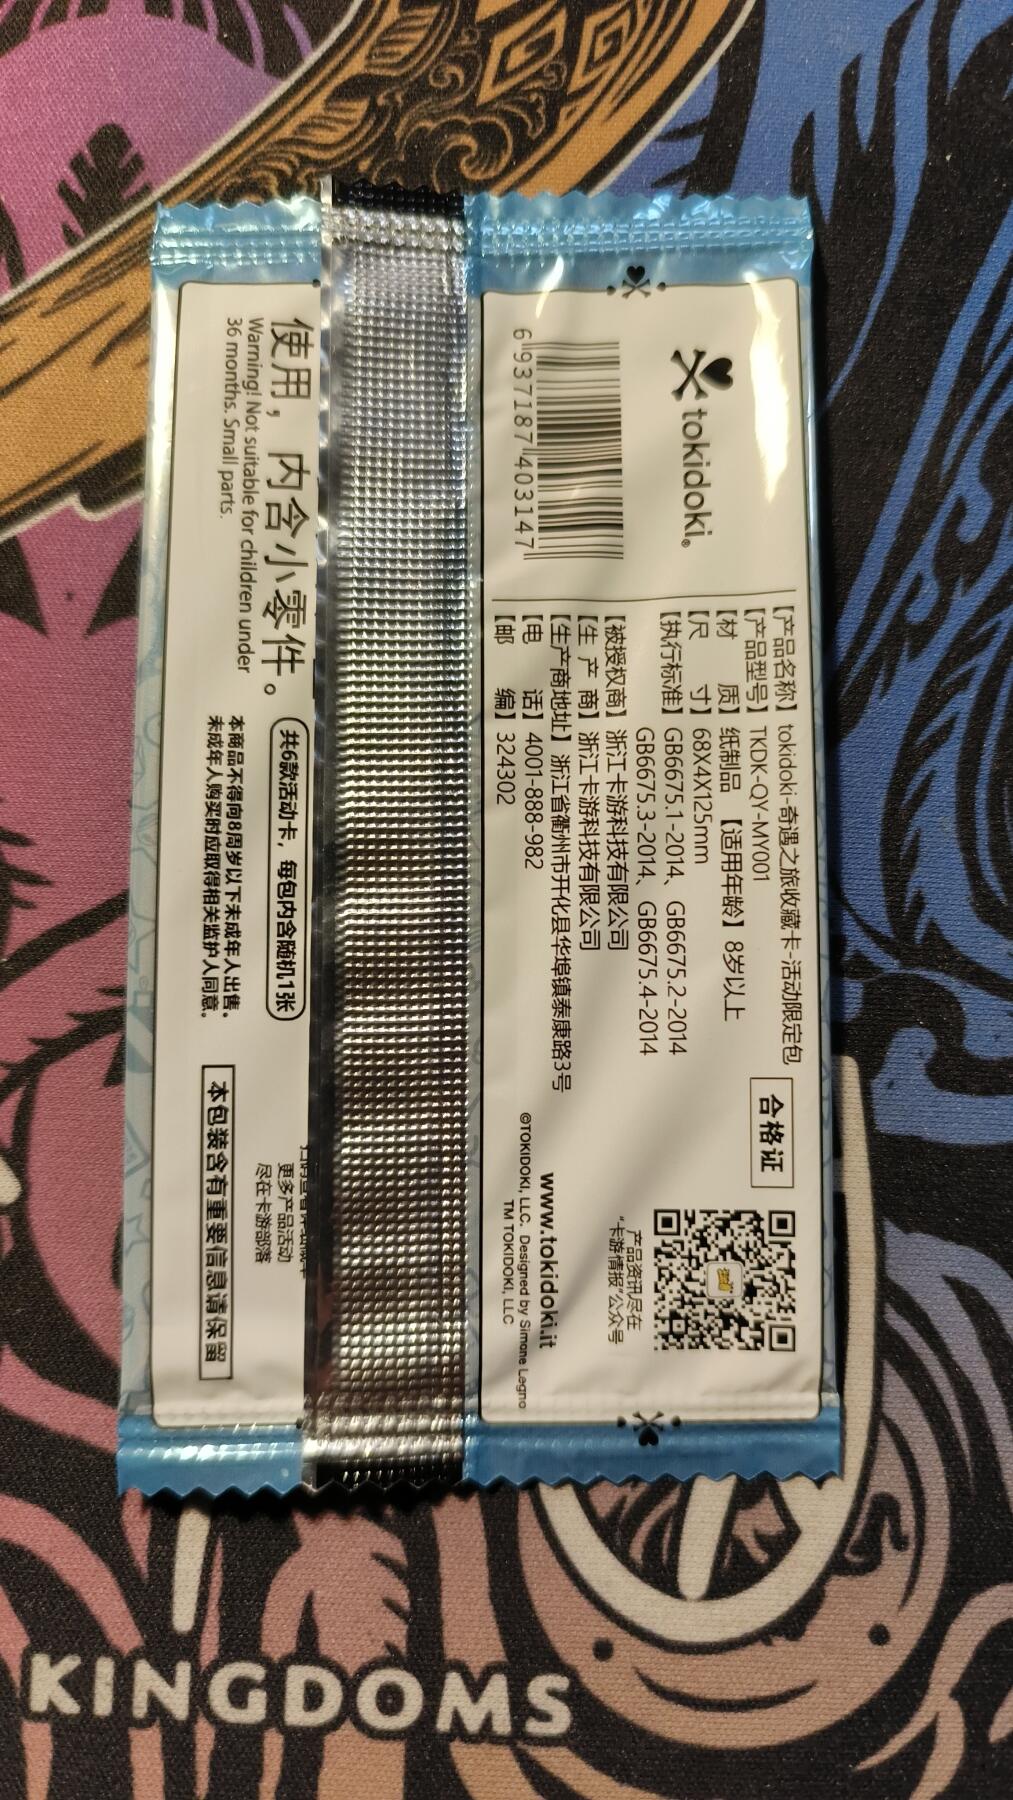 tokidoki®
6 937187 403147
【产品名称】tokidoki-奇遇之旅收藏卡-活动限定包
【产品型号】TKDK-QY-MY001
【材 质】纸制品 【适用年龄】8岁以上
【尺 寸】68X4X125mm
【执行标准】GB6675.1-2014、GB6675.2-2014
GB6675.3-2014、GB6675.4-2014
【被授权商】浙江卡游科技有限公司
【生 产 商】浙江卡游科技有限公司
【生产商地址】浙江省衢州市开化县华埠镇泰康路3号
【电 话】4001-888-982
【邮 编】324302
合格证
产品资讯尽在
“卡游情报”公众号
www.tokidoki.it
©TOKIDOKI, LLC. Designed by Simone Legno
TM TOKIDOKI, LLC
使用，内含小零件。
Warning! Not suitable for children under
36 months. Small parts.
共6款活动卡，每包内含随机1张
本商品不得向8周岁以下未成年人出售。
未成年人购买时应取得相关监护人同意。
更多产品活动
尽在卡游部落
本包装含有重要信息请保留
KINGDOMS